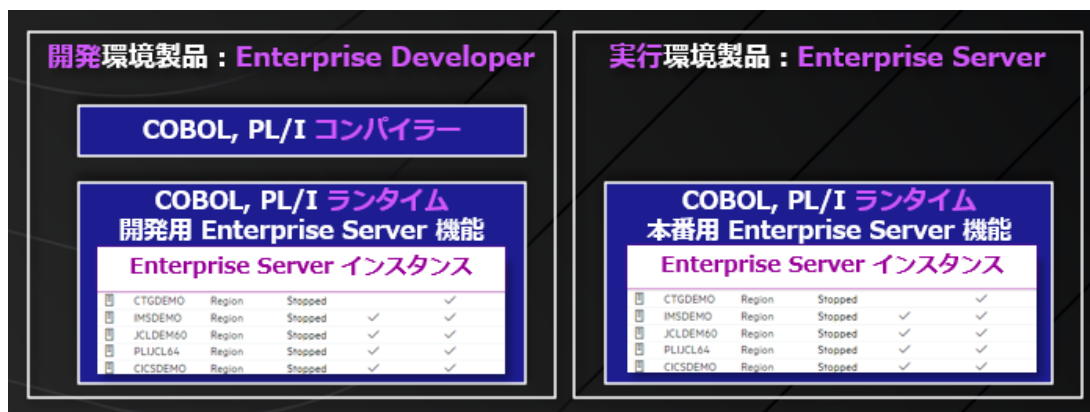 開発環境製品：Enterprise Developer
COBOL, PL/I コンパイラー
COBOL, PL/I ランタイム
開発用 Enterprise Server 機能
Enterprise Server インスタンス
CTGDEMO Region Stopped ✓
IMSDEMO Region Stopped ✓ ✓
JCLDEM60 Region Stopped ✓ ✓
PLIJCL64 Region Stopped ✓ ✓
CICSDEMO Region Stopped ✓ ✓
実行環境製品：Enterprise Server
COBOL, PL/I ランタイム
本番用 Enterprise Server 機能
Enterprise Server インスタンス
CTGDEMO Region Stopped ✓
IMSDEMO Region Stopped ✓ ✓
JCLDEM60 Region Stopped ✓ ✓
PLIJCL64 Region Stopped ✓ ✓
CICSDEMO Region Stopped ✓ ✓